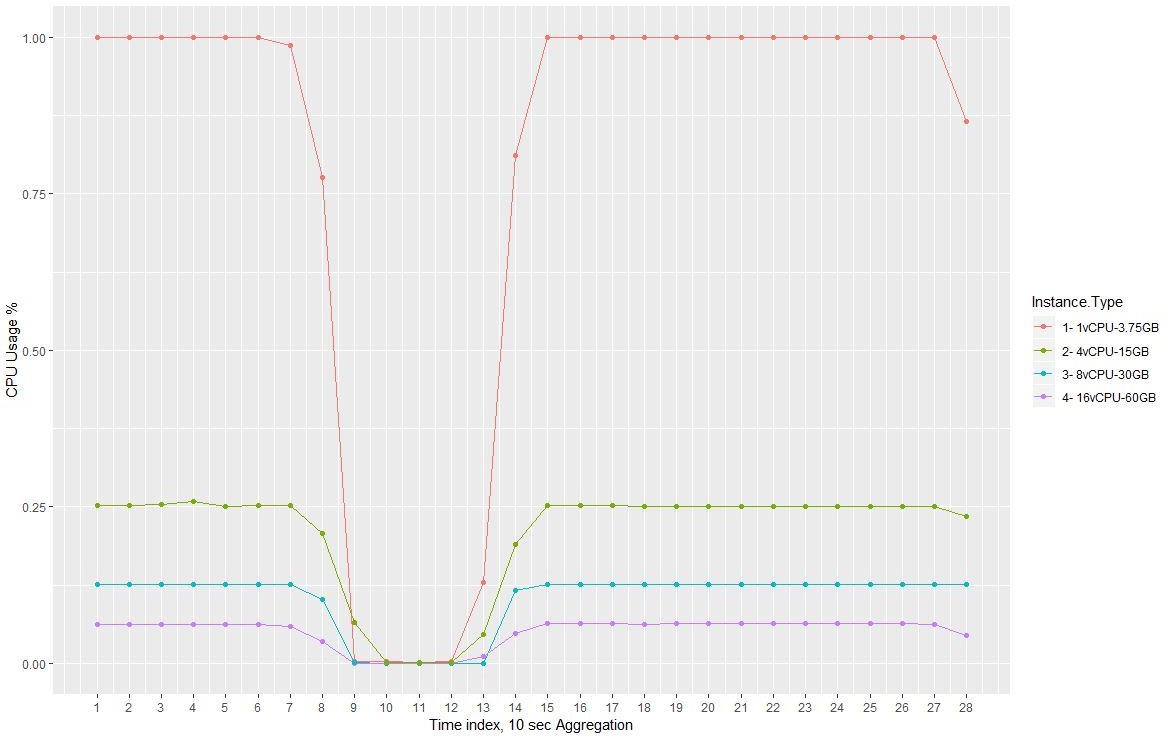 CPU Usage %
1.00
0.75
0.50
0.25
0.00
1 2 3 4 5 6 7 8 9 10 11 12 13 14 15 16 17 18 19 20 21 22 23 24 25 26 27 28
Time index, 10 sec Aggregation
Instance.Type
1- 1vCPU-3.75GB
2- 4vCPU-15GB
3- 8vCPU-30GB
4- 16vCPU-60GB